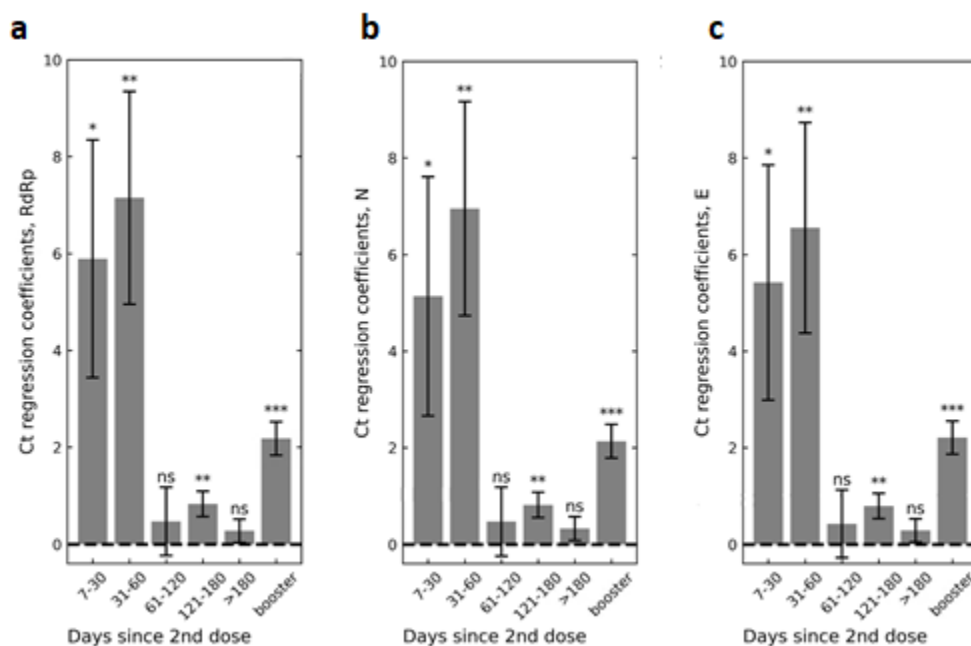 a
10
8
6
4
2
0
Ct regression coefficients, RdRp
*
**
ns
**
ns
***
7-30
31-60
61-120
121-180
>180
booster
Days since 2nd dose
b
10
8
6
4
2
0
Ct regression coefficients, N
*
**
ns
**
ns
***
7-30
31-60
61-120
121-180
>180
booster
Days since 2nd dose
c
10
8
6
4
2
0
Ct regression coefficients, E
*
**
ns
**
ns
***
7-30
31-60
61-120
121-180
>180
booster
Days since 2nd dose